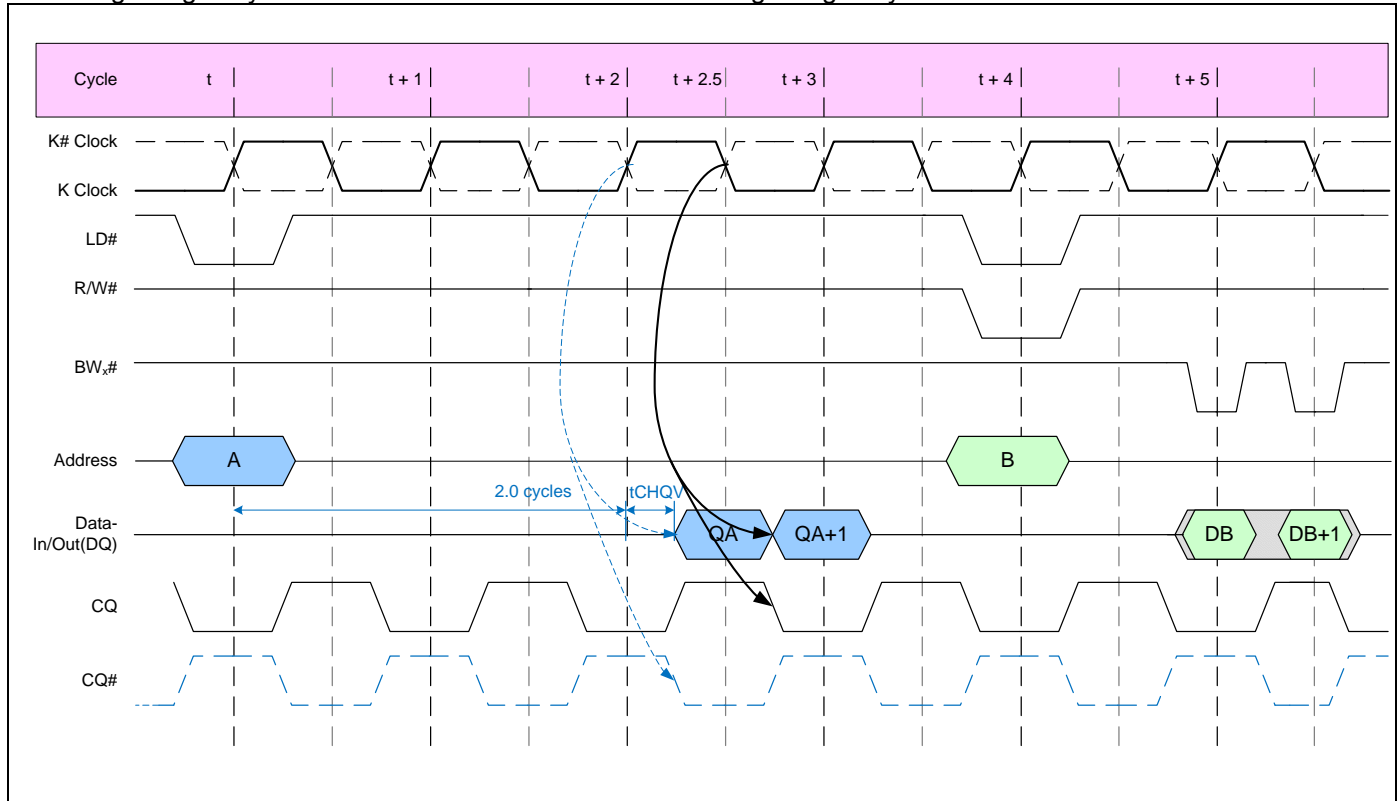 Cycle t t + 1 t + 2 t + 2.5 t + 3 t + 4 t + 5
K# Clock
K Clock
LD#
R/W#
BWx#
Address A B
2.0 cycles tCHQV
Data-
In/Out(DQ) QA QA+1 DB DB+1
CQ
CQ#